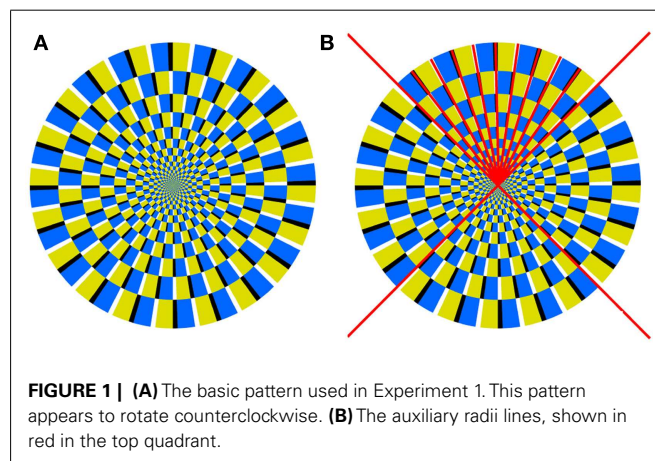 A
B
FIGURE 1 | (A) The basic pattern used in Experiment 1. This pattern
appears to rotate counterclockwise. (B) The auxiliary radii lines, shown in
red in the top quadrant.